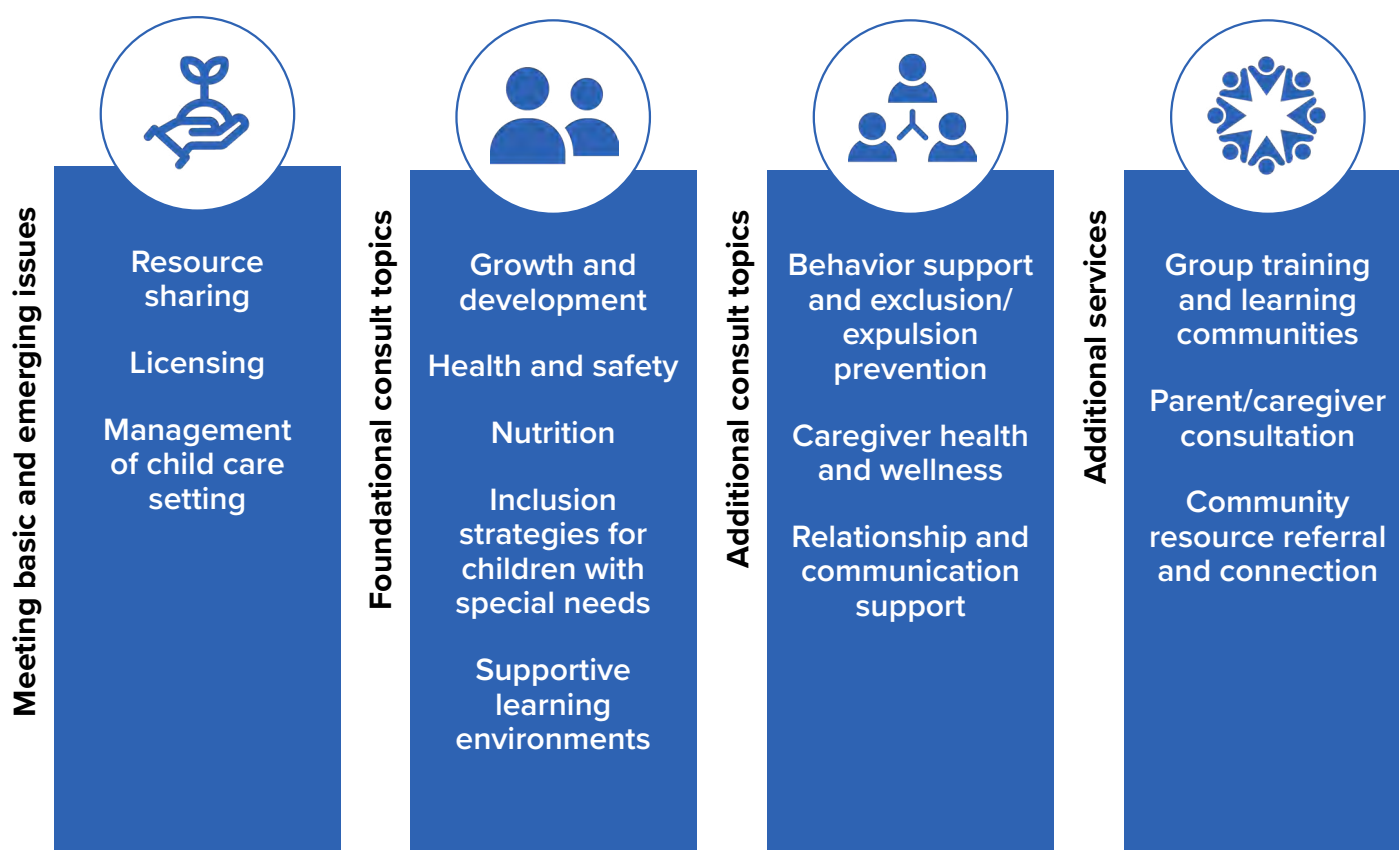 Meeting basic and emerging issues
Resource
sharing
Licensing
Management
of child care
setting
Foundational consult topics
Growth and
development
Health and safety
Nutrition
Inclusion
strategies for
children with
special needs
Supportive
learning
environments
Additional consult topics
Behavior support
and exclusion/
expulsion
prevention
Caregiver health
and wellness
Relationship and
communication
support
Additional services
Group training
and learning
communities
Parent/caregiver
consultation
Community
resource referral
and connection